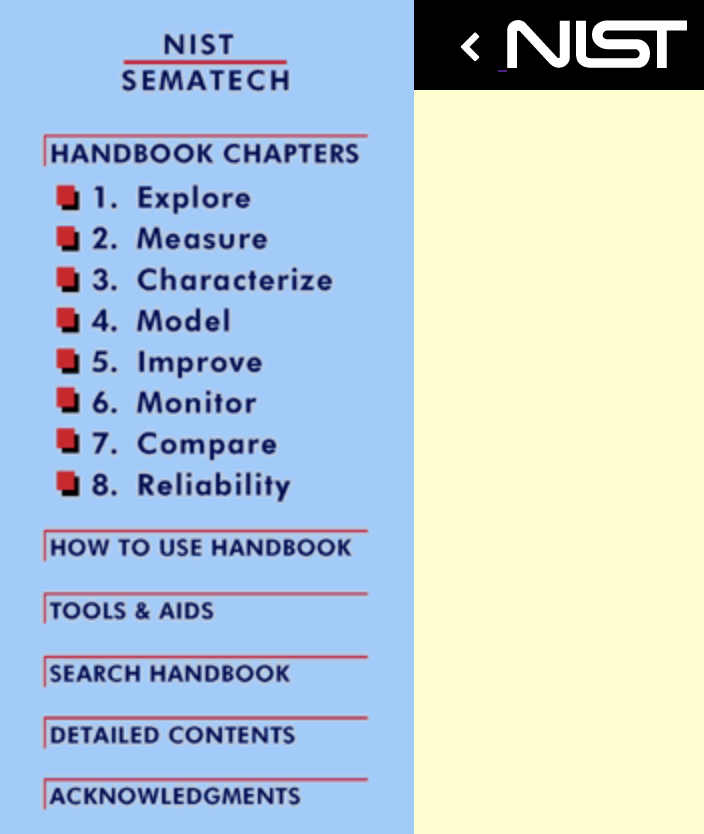 NIST
SEMATECH
HANDBOOK CHAPTERS
1. Explore
2. Measure
3. Characterize
4. Model
5. Improve
6. Monitor
7. Compare
8. Reliability
HOW TO USE HANDBOOK
TOOLS & AIDS
SEARCH HANDBOOK
DETAILED CONTENTS
ACKNOWLEDGMENTS
NIST